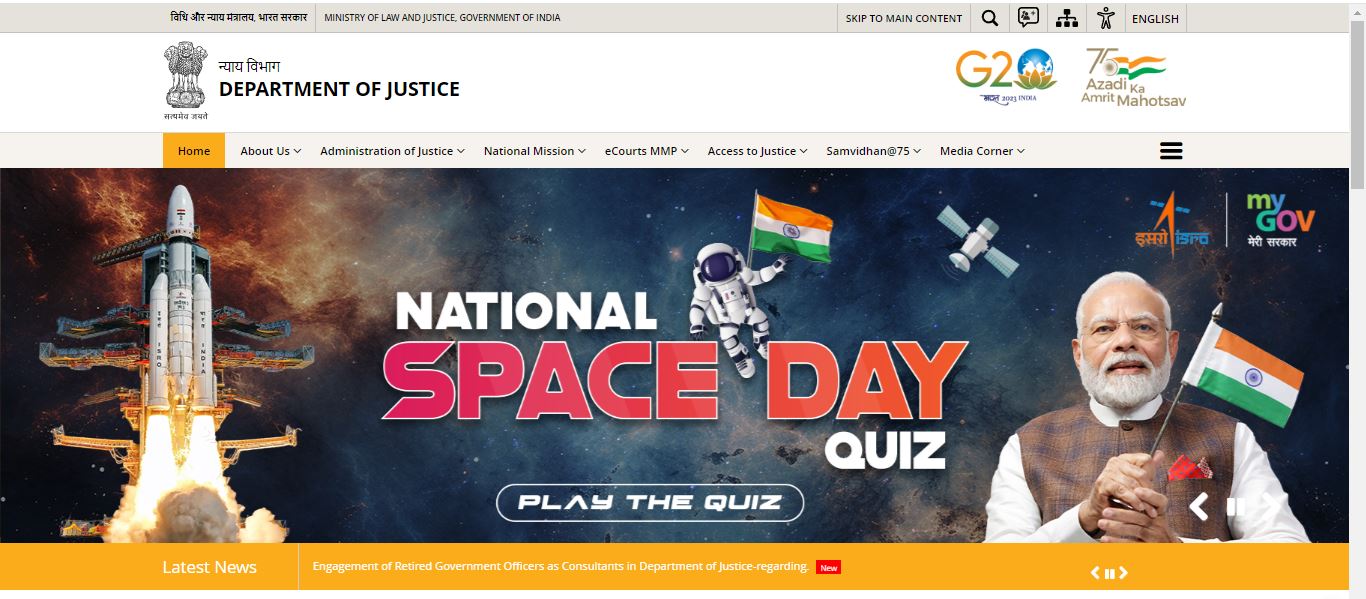 विधि और न्याय मंत्रालय, भारत सरकार
MINISTRY OF LAW AND JUSTICE, GOVERNMENT OF INDIA
SKIP TO MAIN CONTENT
ENGLISH
सत्यमेव जयते
न्याय विभाग
DEPARTMENT OF JUSTICE
G20
भारत 2023 INDIA
75
Azadi Ka
Amrit Mahotsav
Home
About Us
Administration of Justice
National Mission
eCourts MMP
Access to Justice
Samvidhan@75
Media Corner
इसरो isro
my
GOV
मेरी सरकार
ISRO
भारत
INDIA
NATIONAL
SPACE DAY
QUIZ
PLAY THE QUIZ
Latest News
Engagement of Retired Government Officers as Consultants in Department of Justice-regarding.
New